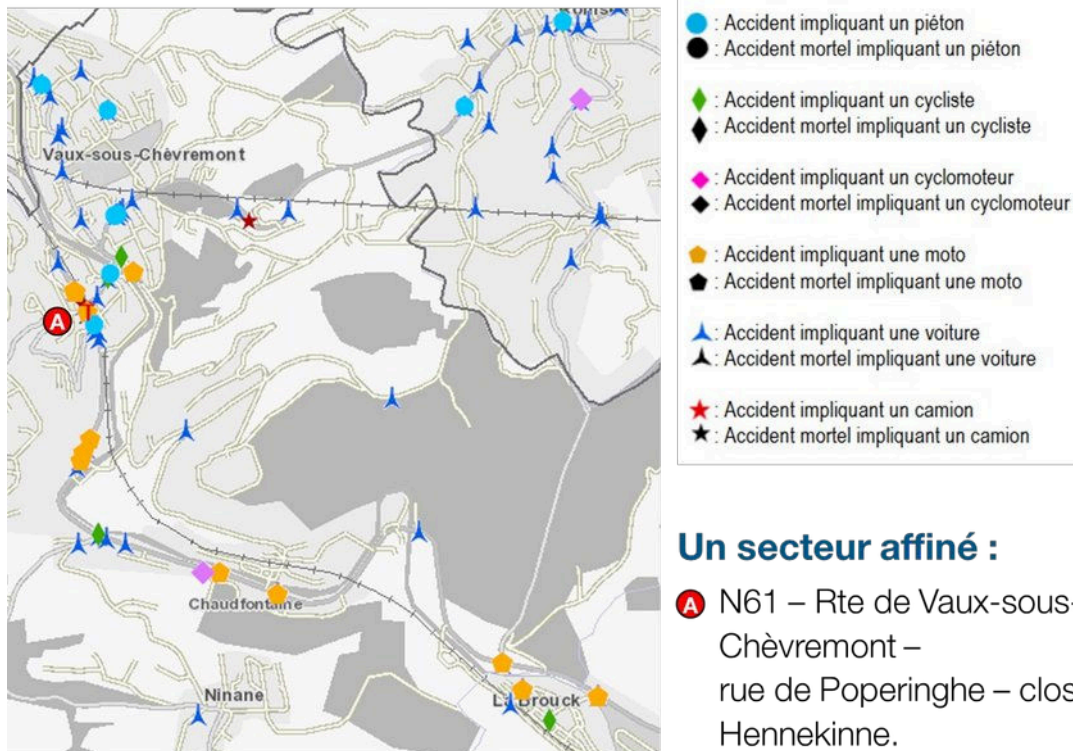 : Accident impliquant un piéton
: Accident mortel impliquant un piéton
: Accident impliquant un cycliste
: Accident mortel impliquant un cycliste
: Accident impliquant un cyclomoteur
: Accident mortel impliquant un cyclomoteur
: Accident impliquant une moto
: Accident mortel impliquant une moto
: Accident impliquant une voiture
: Accident mortel impliquant une voiture
: Accident impliquant un camion
: Accident mortel impliquant un camion
Vaux-sous-Chèvremont
A
Chaudfontaine
Ninane
La Brouck
Un secteur affiné :
A N61 – Rte de Vaux-sous-
Chèvremont –
rue de Poperinghe – clos
Hennekinne.